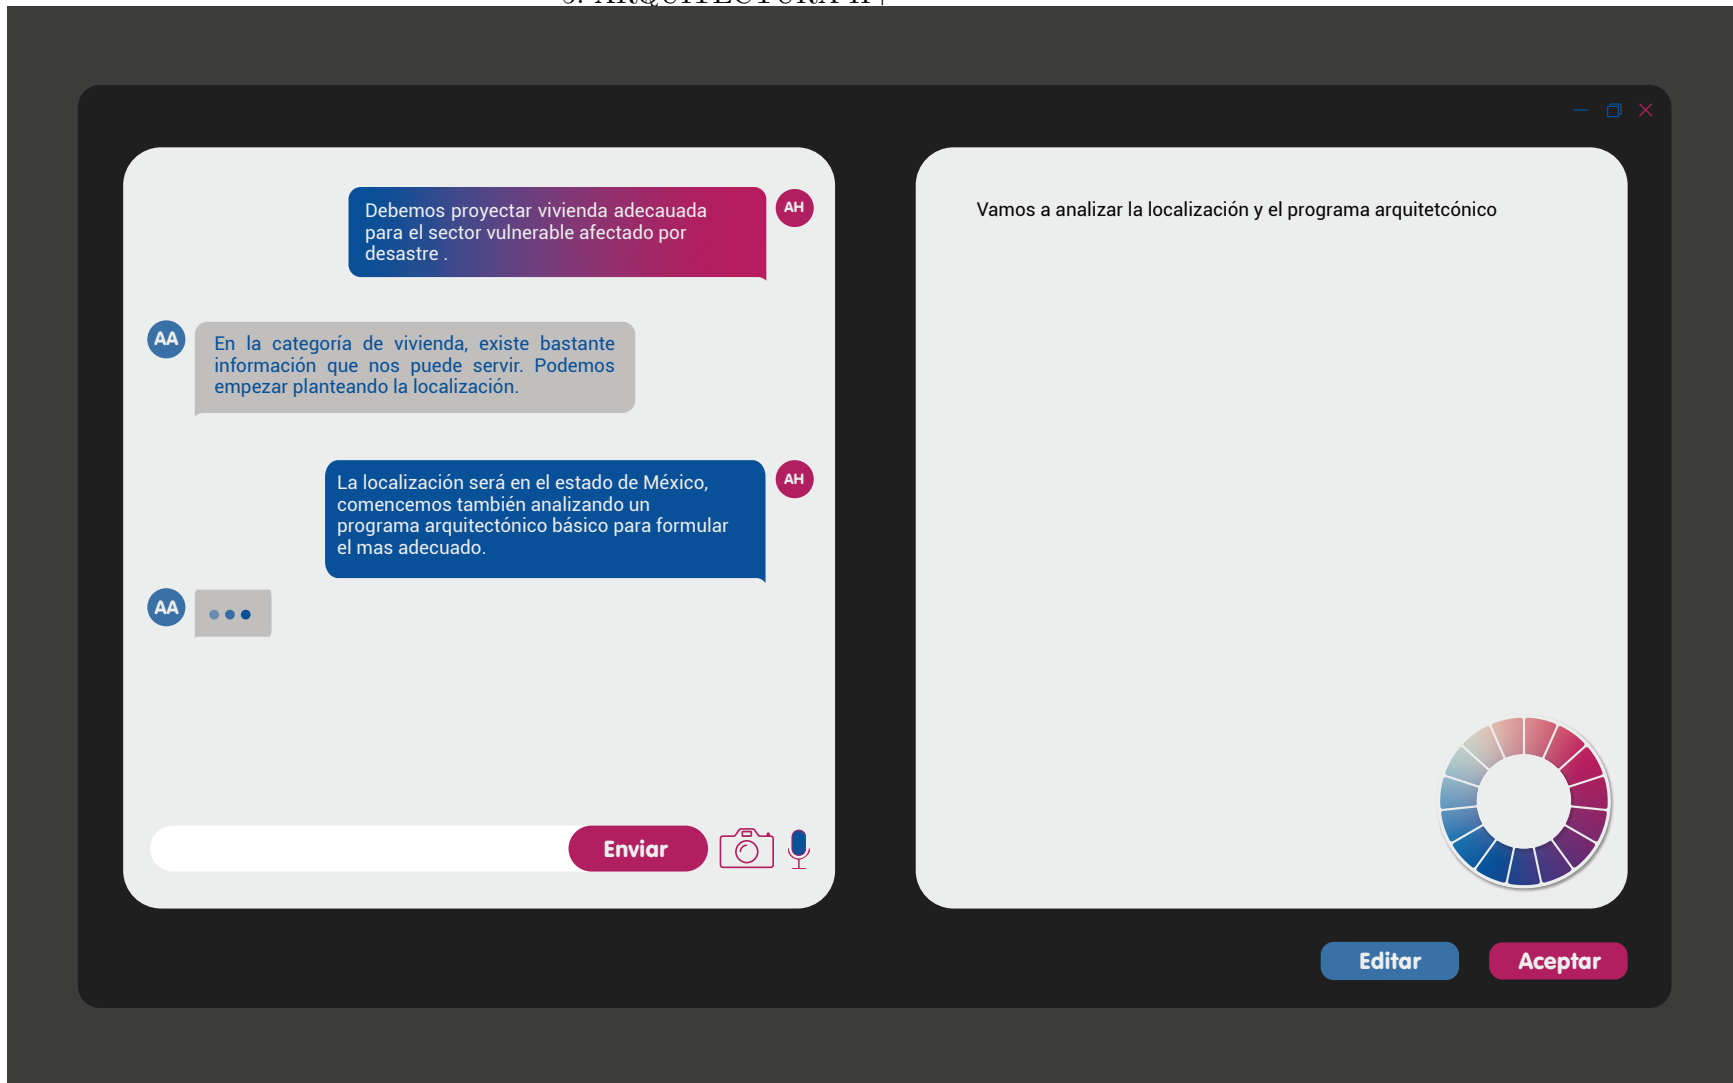 AH
Debemos proyectar vivienda adecauada
para el sector vulnerable afectado por
desastre .
AA
En la categoría de vivienda, existe bastante
información que nos puede servir. Podemos
empezar planteando la localización.
AH
La localización será en el estado de México,
comencemos también analizando un
programa arquitectónico básico para formular
el mas adecuado.
AA
Enviar
Vamos a analizar la localización y el programa arquitetcónico
Editar
Aceptar